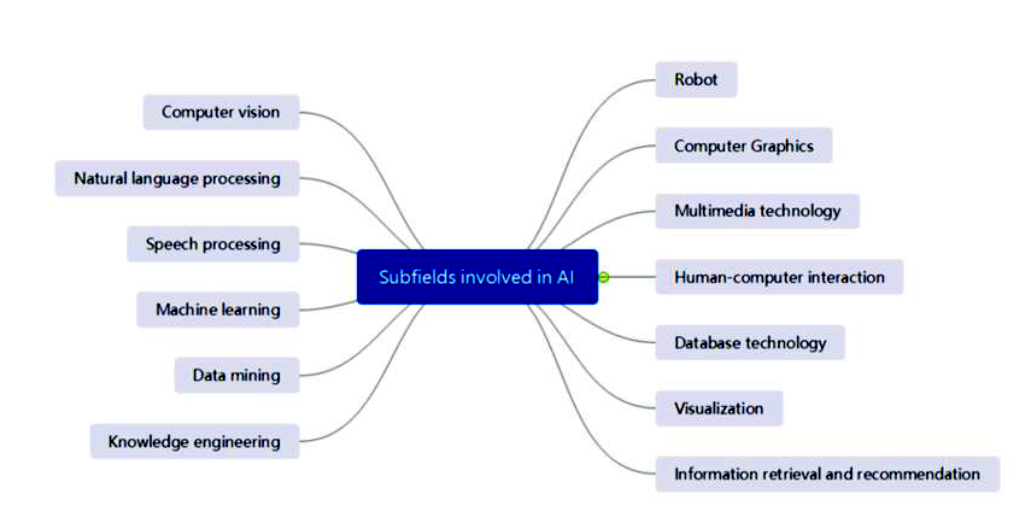 Computer vision
Natural language processing
Speech processing
Machine learning
Data mining
Knowledge engineering
Subfields involved in AI
Robot
Computer Graphics
Multimedia technology
Human-computer interaction
Database technology
Visualization
Information retrieval and recommendation